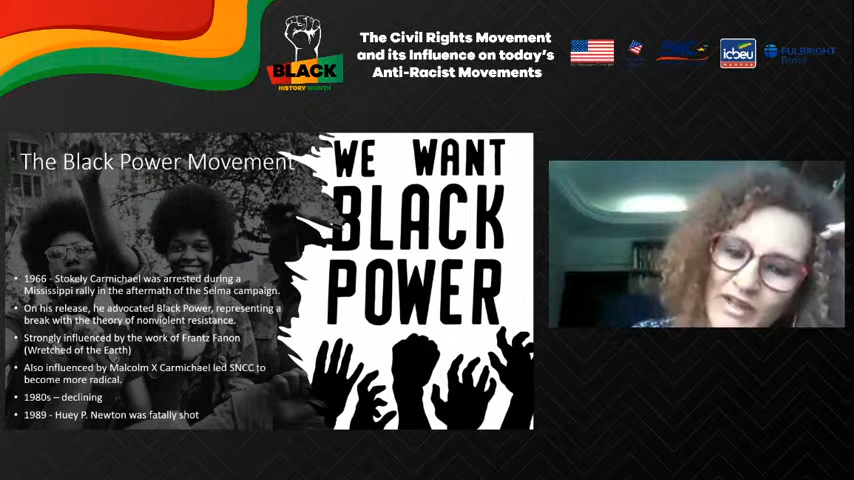 The Civil Rights Movement
and its Influence on today's
Anti-Racist Movements
BLACK
HISTORY MONTH
icbeu
FULBRIGHT
Brasil
The Black Power Movement
• 1966 - Stokely Carmichael was arrested during a
Mississippi rally in the aftermath of the Selma campaign.
• On his release, he advocated Black Power, representing a
break with the theory of nonviolent resistance.
• Strongly influenced by the work of Frantz Fanon
(Wretched of the Earth)
• Also influenced by Malcolm X Carmichael led SNCC to
become more radical.
• 1980s – declining
• 1989 - Huey P. Newton was fatally shot
WE WANT
BLACK
POWER